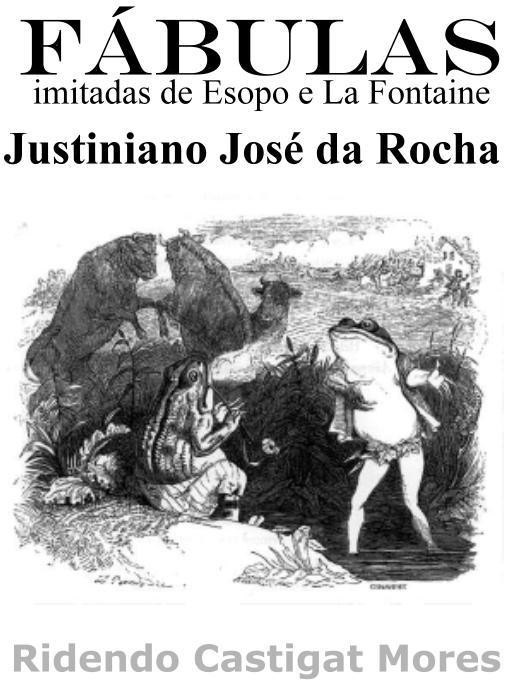 FÁBULAS
imitadas de Esopo e La Fontaine
Justiniano José da Rocha
Ridendo Castigat Mores